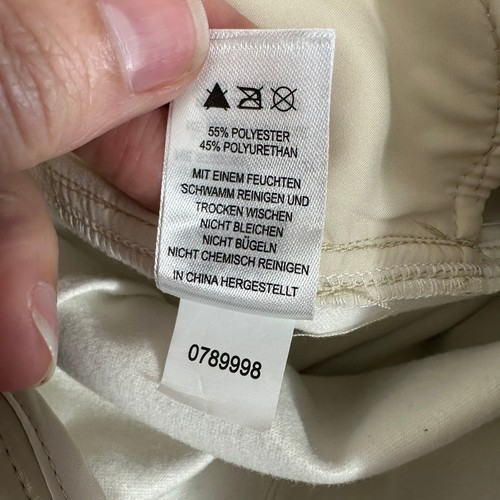 55% POLYESTER
45% POLYURETHAN
MIT EINEM FEUCHTEN
SCHWAMM REINIGEN UND
TROCKEN WISCHEN
NICHT BLEICHEN
NICHT BÜGELN
NICHT CHEMISCH REINIGEN
IN CHINA HERGESTELLT
0789998